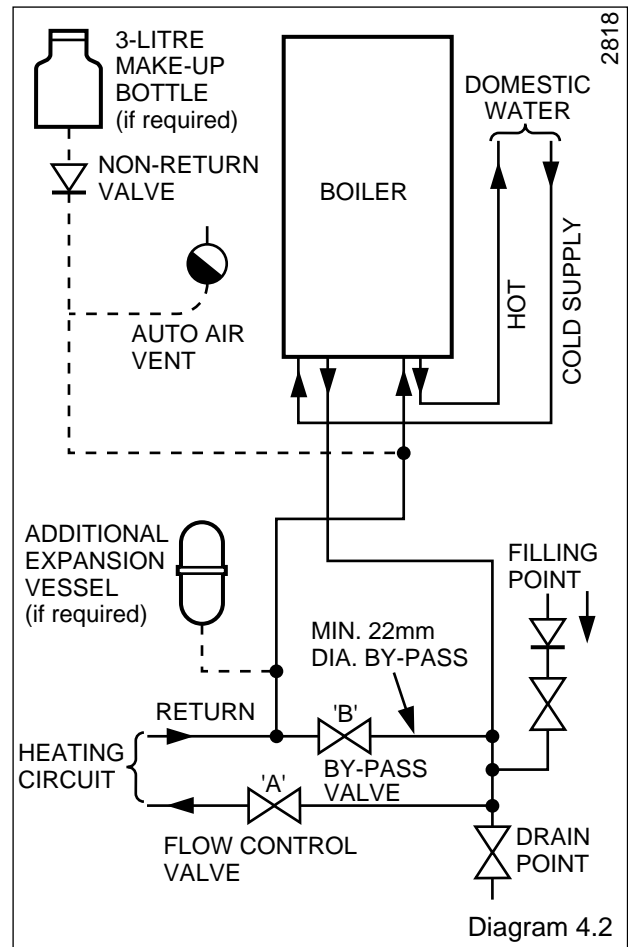 2818
3-LITRE
MAKE-UP
BOTTLE
(if required)
NON-RETURN
VALVE
AUTO AIR
VENT
BOILER
DOMESTIC
WATER
HOT
COLD SUPPLY
ADDITIONAL
EXPANSION
VESSEL
(if required)
FILLING
POINT
MIN. 22mm
DIA. BY-PASS
RETURN
'B'
HEATING
CIRCUIT
BY-PASS
VALVE
'A'
FLOW CONTROL
VALVE
DRAIN
POINT
Diagram 4.2